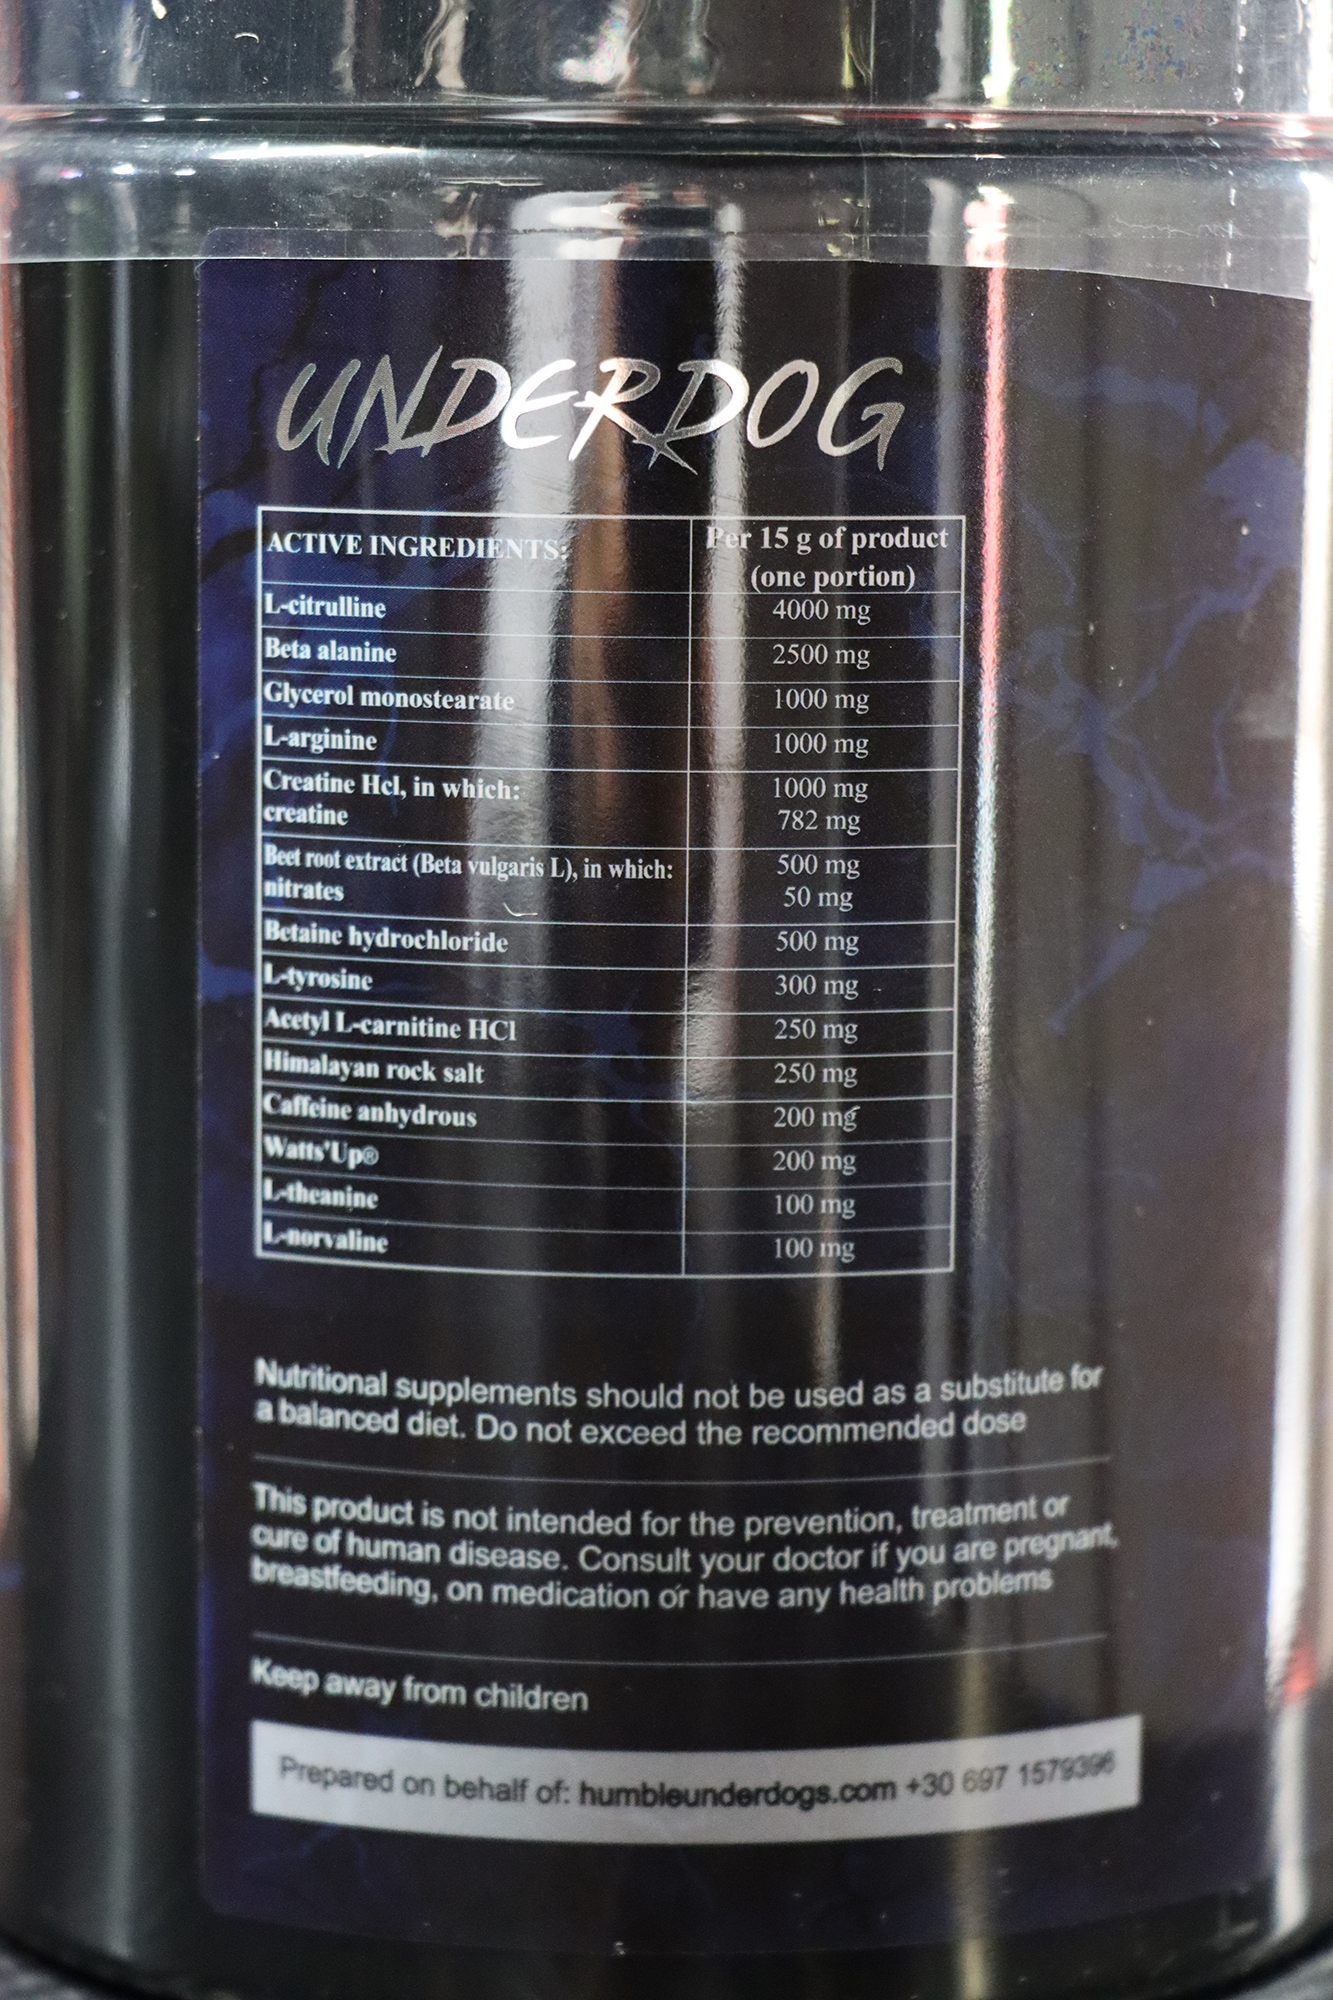 UNDERDOG
ACTIVE INGREDIENTS: Per 15 g of product
(one portion)
L-citrulline 4000 mg
Beta alanine 2500 mg
Glycerol monostearate 1000 mg
L-arginine 1000 mg
Creatine Hcl, in which: 1000 mg
creatine 782 mg
Beet root extract (Beta vulgaris L), in which: 500 mg
nitrates 50 mg
Betaine hydrochloride 500 mg
L-tyrosine 300 mg
Acetyl L-carnitine HCl 250 mg
Himalayan rock salt 250 mg
Caffeine anhydrous 200 mg
Watts'Up® 200 mg
L-theanine 100 mg
L-norvaline 100 mg
Nutritional supplements should not be used as a substitute for
a balanced diet. Do not exceed the recommended dose
This product is not intended for the prevention, treatment or
cure of human disease. Consult your doctor if you are pregnant,
breastfeeding, on medication or have any health problems
Keep away from children
Prepared on behalf of: humbleunderdogs.com +30 697 1579396